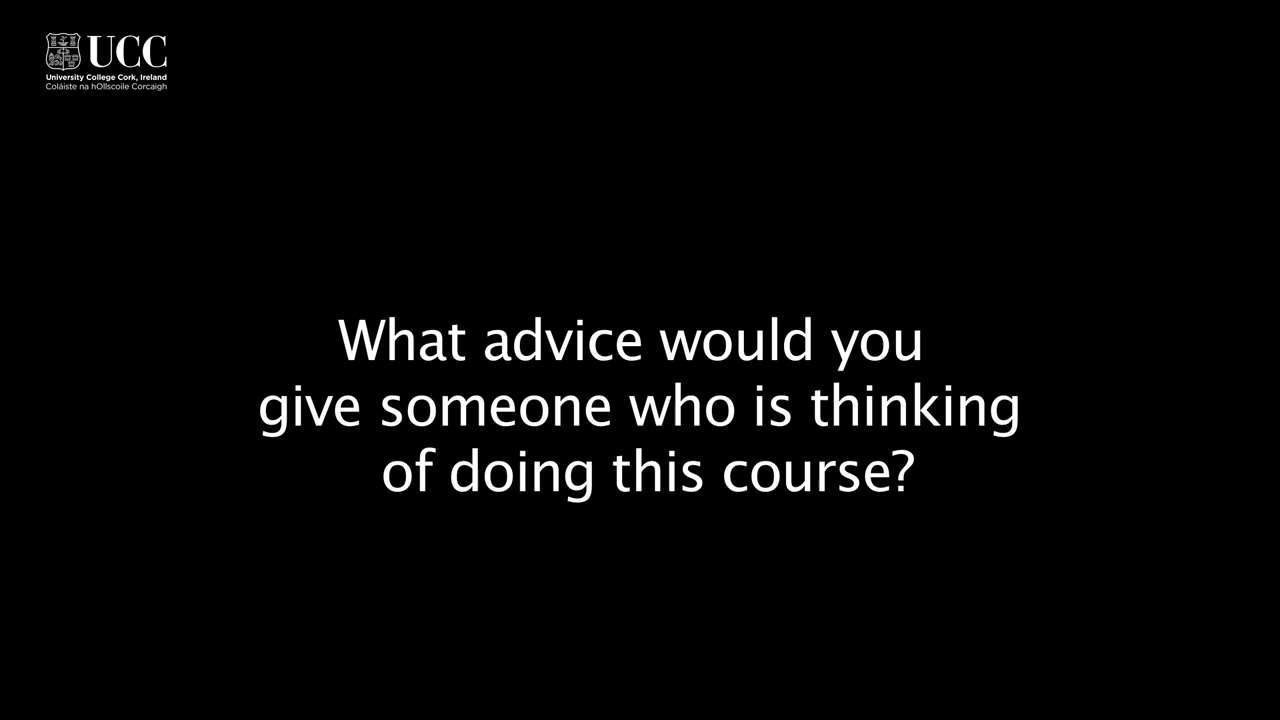 UCC
University College Cork, Ireland
Coláiste na hOllscoile Corcaigh
What advice would you
give someone who is thinking
of doing this course?